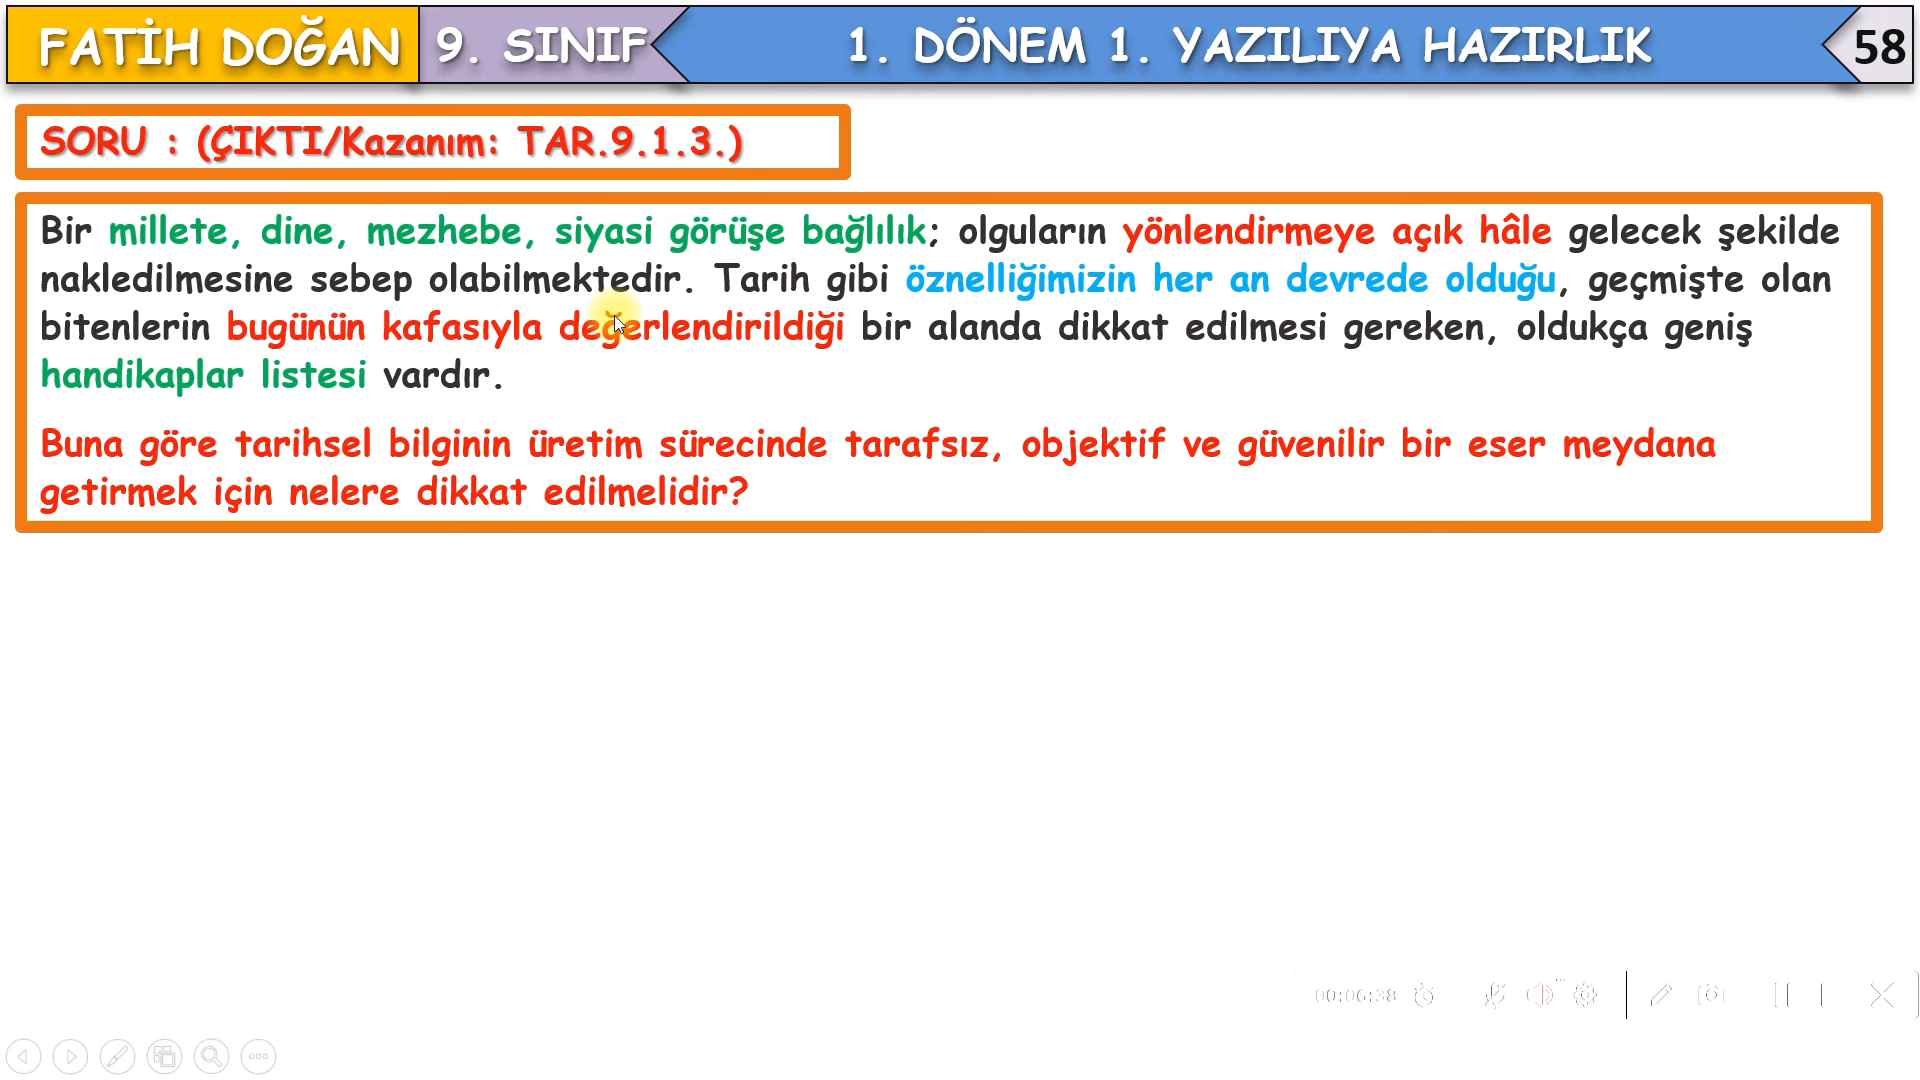 FATİH DOĞAN
9. SINIF
1. DÖNEM 1. YAZILIYA HAZIRLIK
58
SORU : (ÇIKTI/Kazanım: TAR.9.1.3.)
Bir millete, dine, mezhebe, siyasi görüşe bağlılık; olguların yönlendirmeye açık hâle gelecek şekilde
nakledilmesine sebep olabilmektedir. Tarih gibi öznelliğimizin her an devrede olduğu, geçmişte olan
bitenlerin bugünün kafasıyla değerlendirildiği bir alanda dikkat edilmesi gereken, oldukça geniş
handikaplar listesi vardır.
Buna göre tarihsel bilginin üretim sürecinde tarafsız, objektif ve güvenilir bir eser meydana
getirmek için nelere dikkat edilmelidir?
00:06:38